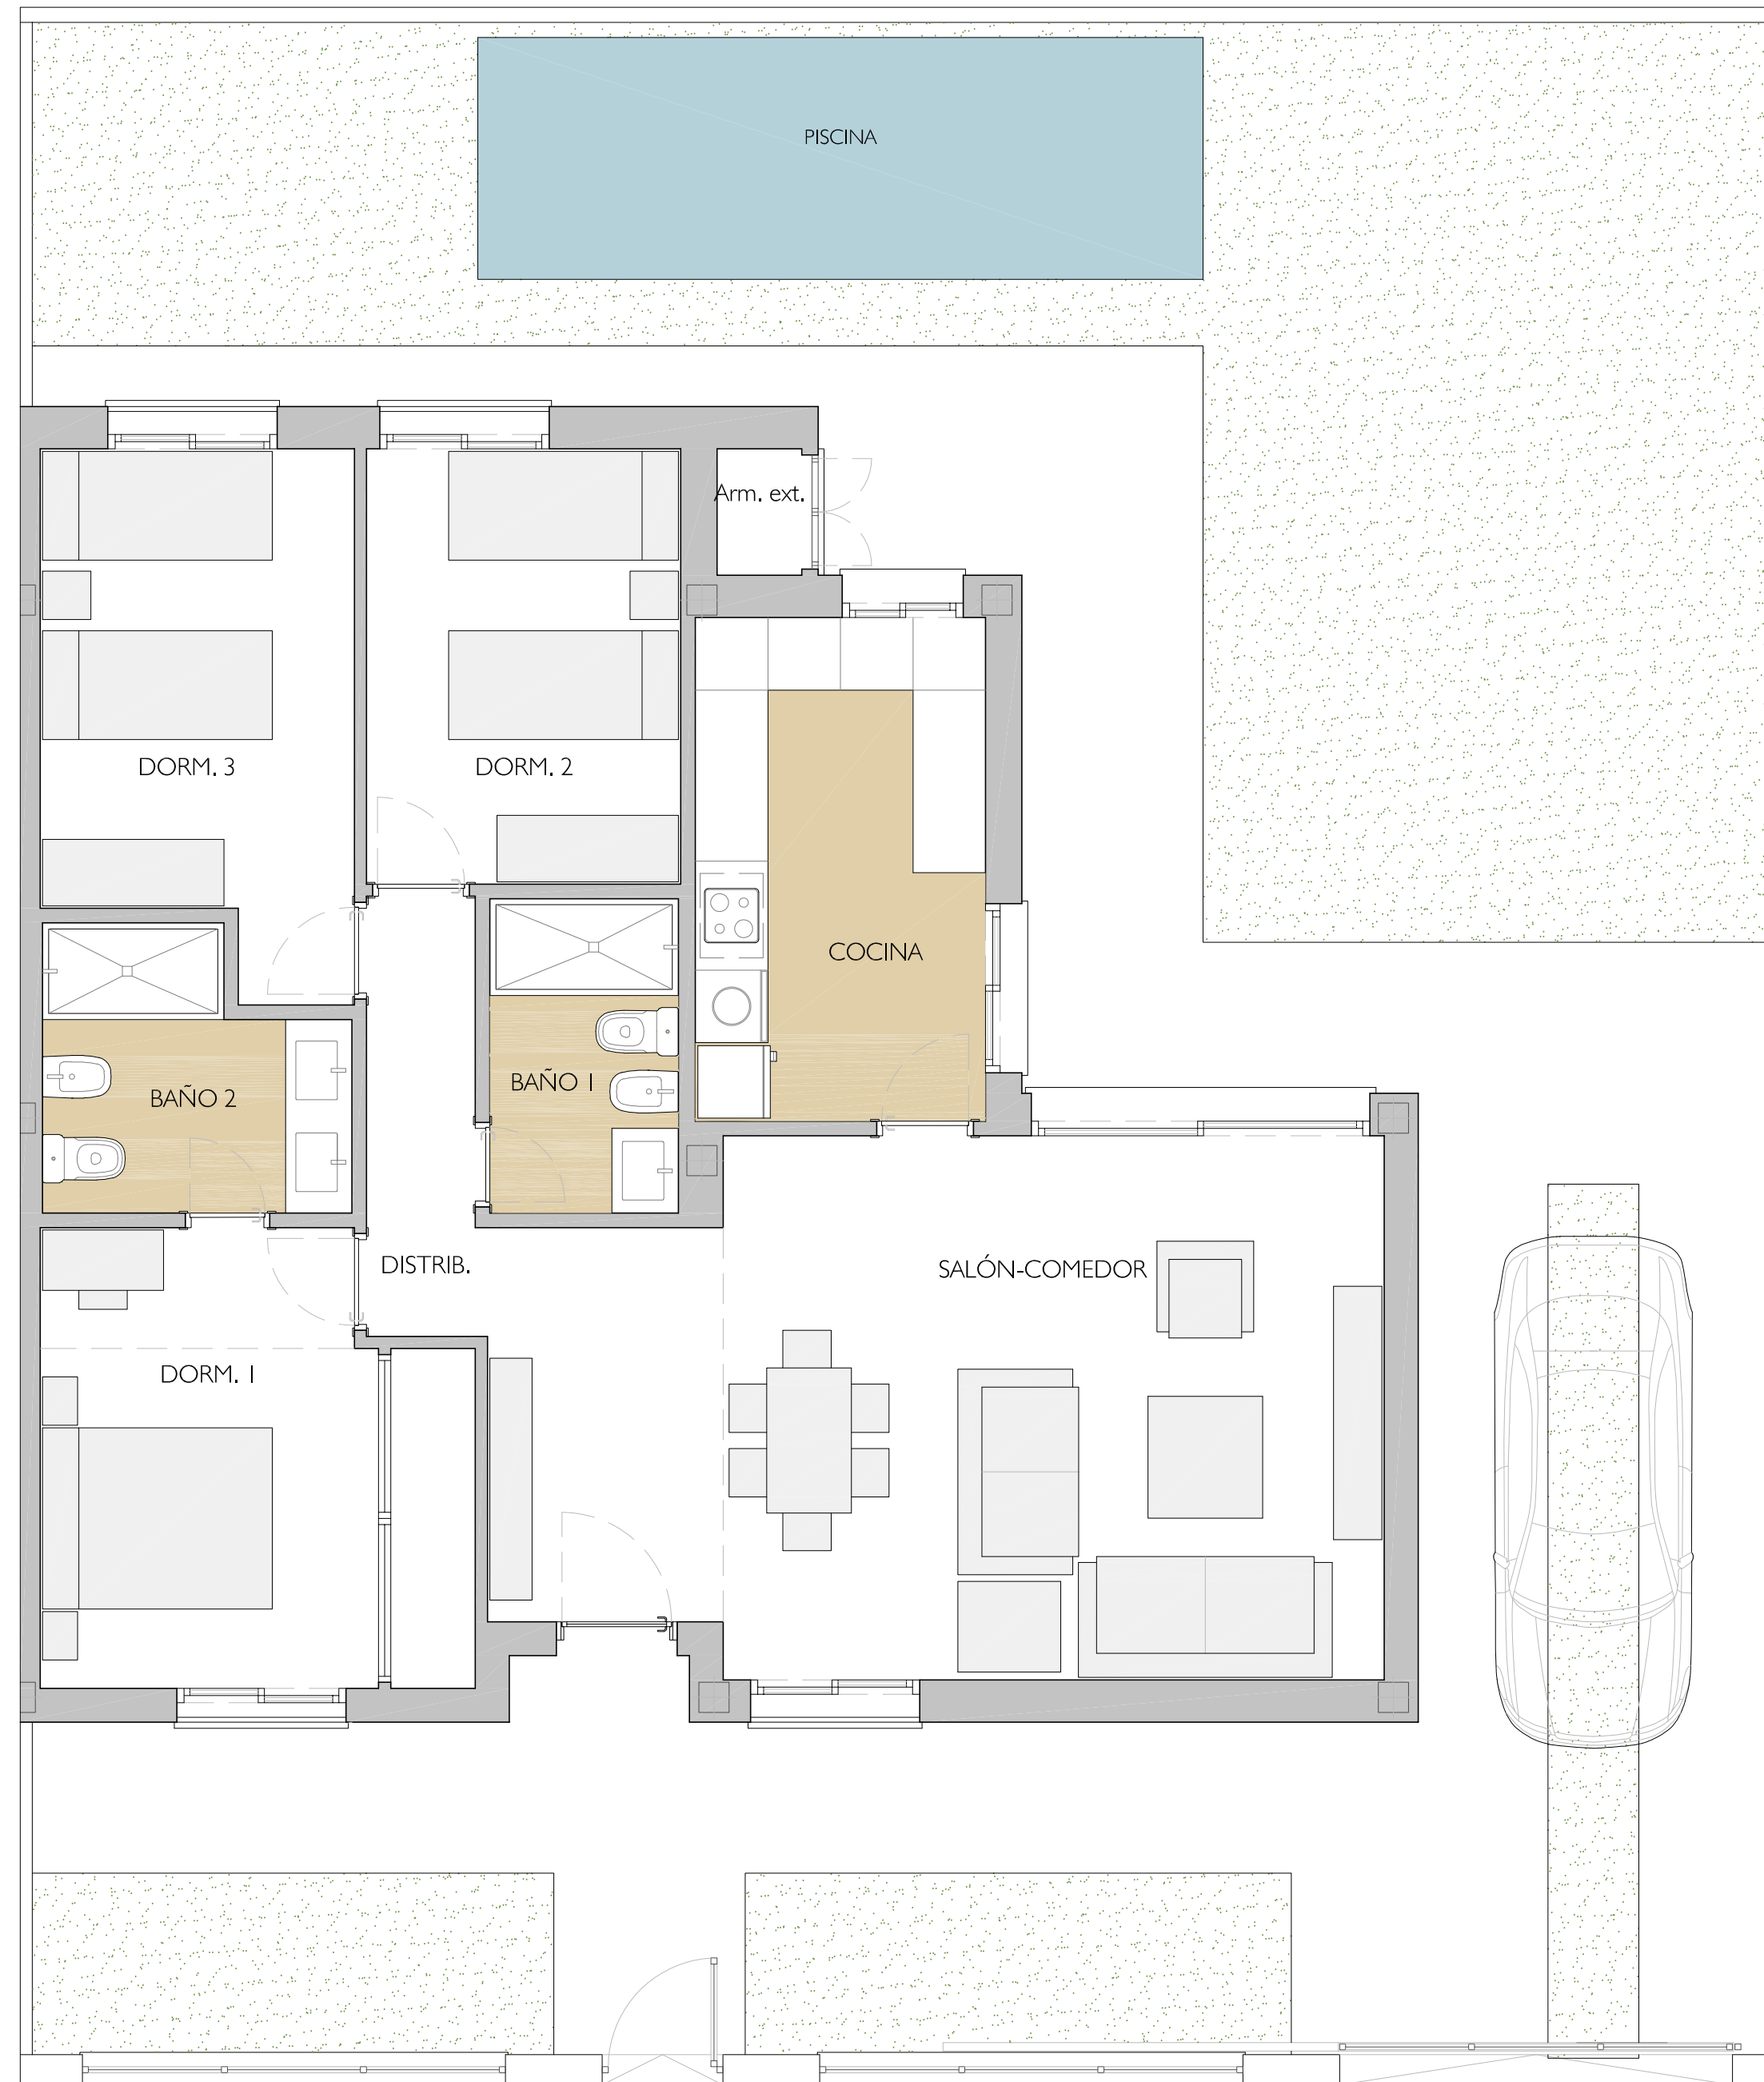 PISCINA
Arm. ext.
DORM. 3
DORM. 2
COCINA
BAÑO 1
BAÑO 2
DISTRIB.
SALÓN-COMEDOR
DORM. 1